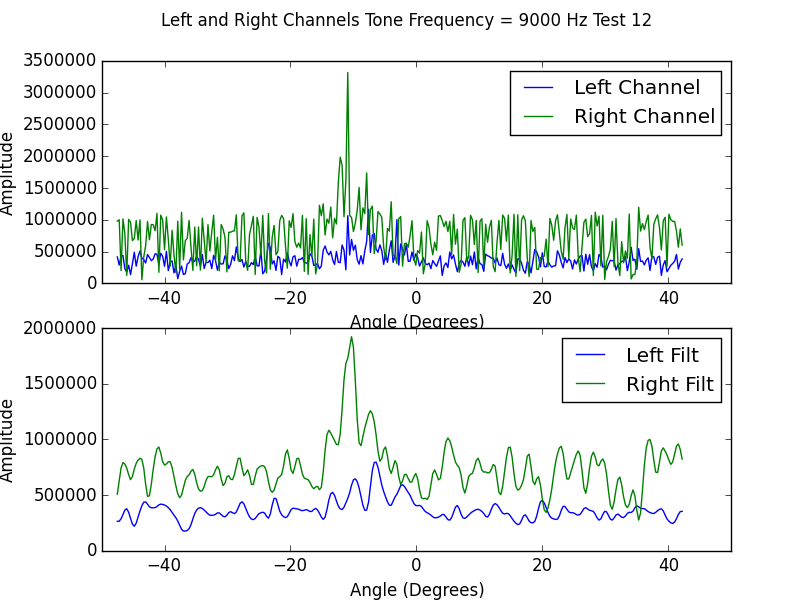 Left and Right Channels Tone Frequency = 9000 Hz Test 12
3500000
3000000
2500000
2000000
1500000
1000000
500000
0
Amplitude
Left Channel
Right Channel
−40 −20 0 20 40
Angle (Degrees)
2000000
1500000
1000000
500000
0
Amplitude
Left Filt
Right Filt
−40 −20 0 20 40
Angle (Degrees)